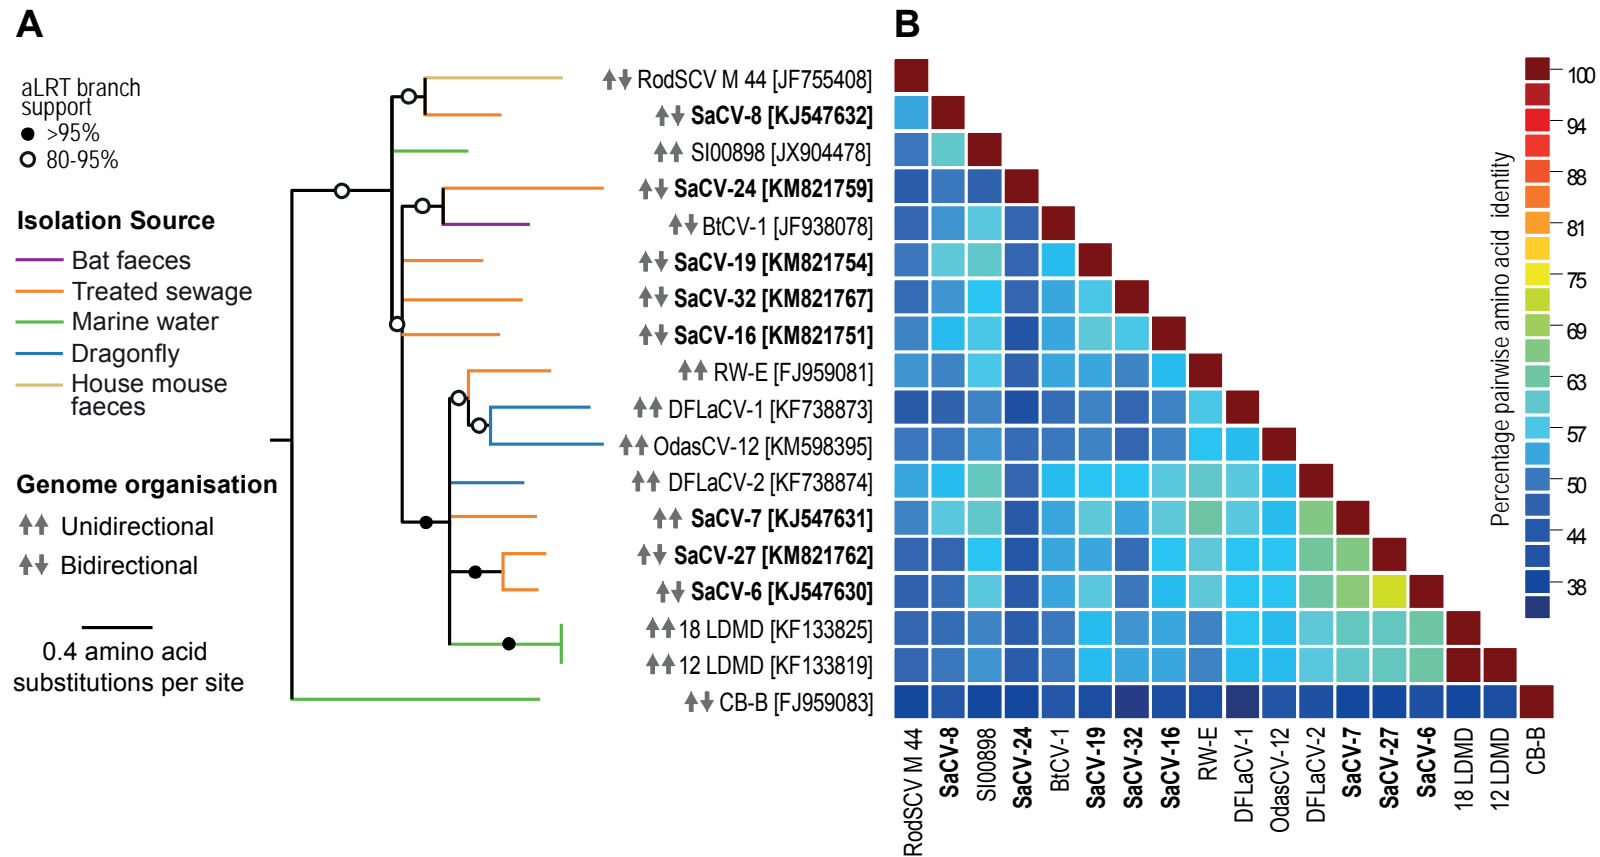 A
aLRT branch
support
>95%
80-95%
Isolation Source
Bat faeces
Treated sewage
Marine water
Dragonfly
House mouse
faeces
Genome organisation
Unidirectional
Bidirectional
0.4 amino acid
substitutions per site
RodSCV M 44 [JF755408]
SaCV-8 [KJ547632]
SI00898 [JX904478]
SaCV-24 [KM821759]
BtCV-1 [JF938078]
SaCV-19 [KM821754]
SaCV-32 [KM821767]
SaCV-16 [KM821751]
RW-E [FJ959081]
DFLaCV-1 [KF738873]
OdasCV-12 [KM598395]
DFLaCV-2 [KF738874]
SaCV-7 [KJ547631]
SaCV-27 [KM821762]
SaCV-6 [KJ547630]
18 LDMD [KF133825]
12 LDMD [KF133819]
CB-B [FJ959083]
B
RodSCV M 44
SaCV-8
SI00898
SaCV-24
BtCV-1
SaCV-19
SaCV-32
SaCV-16
RW-E
DFLaCV-1
OdasCV-12
DFLaCV-2
SaCV-7
SaCV-27
SaCV-6
18 LDMD
12 LDMD
CB-B
Percentage pairwise amino acid identity
100
94
88
81
75
69
63
57
50
44
38